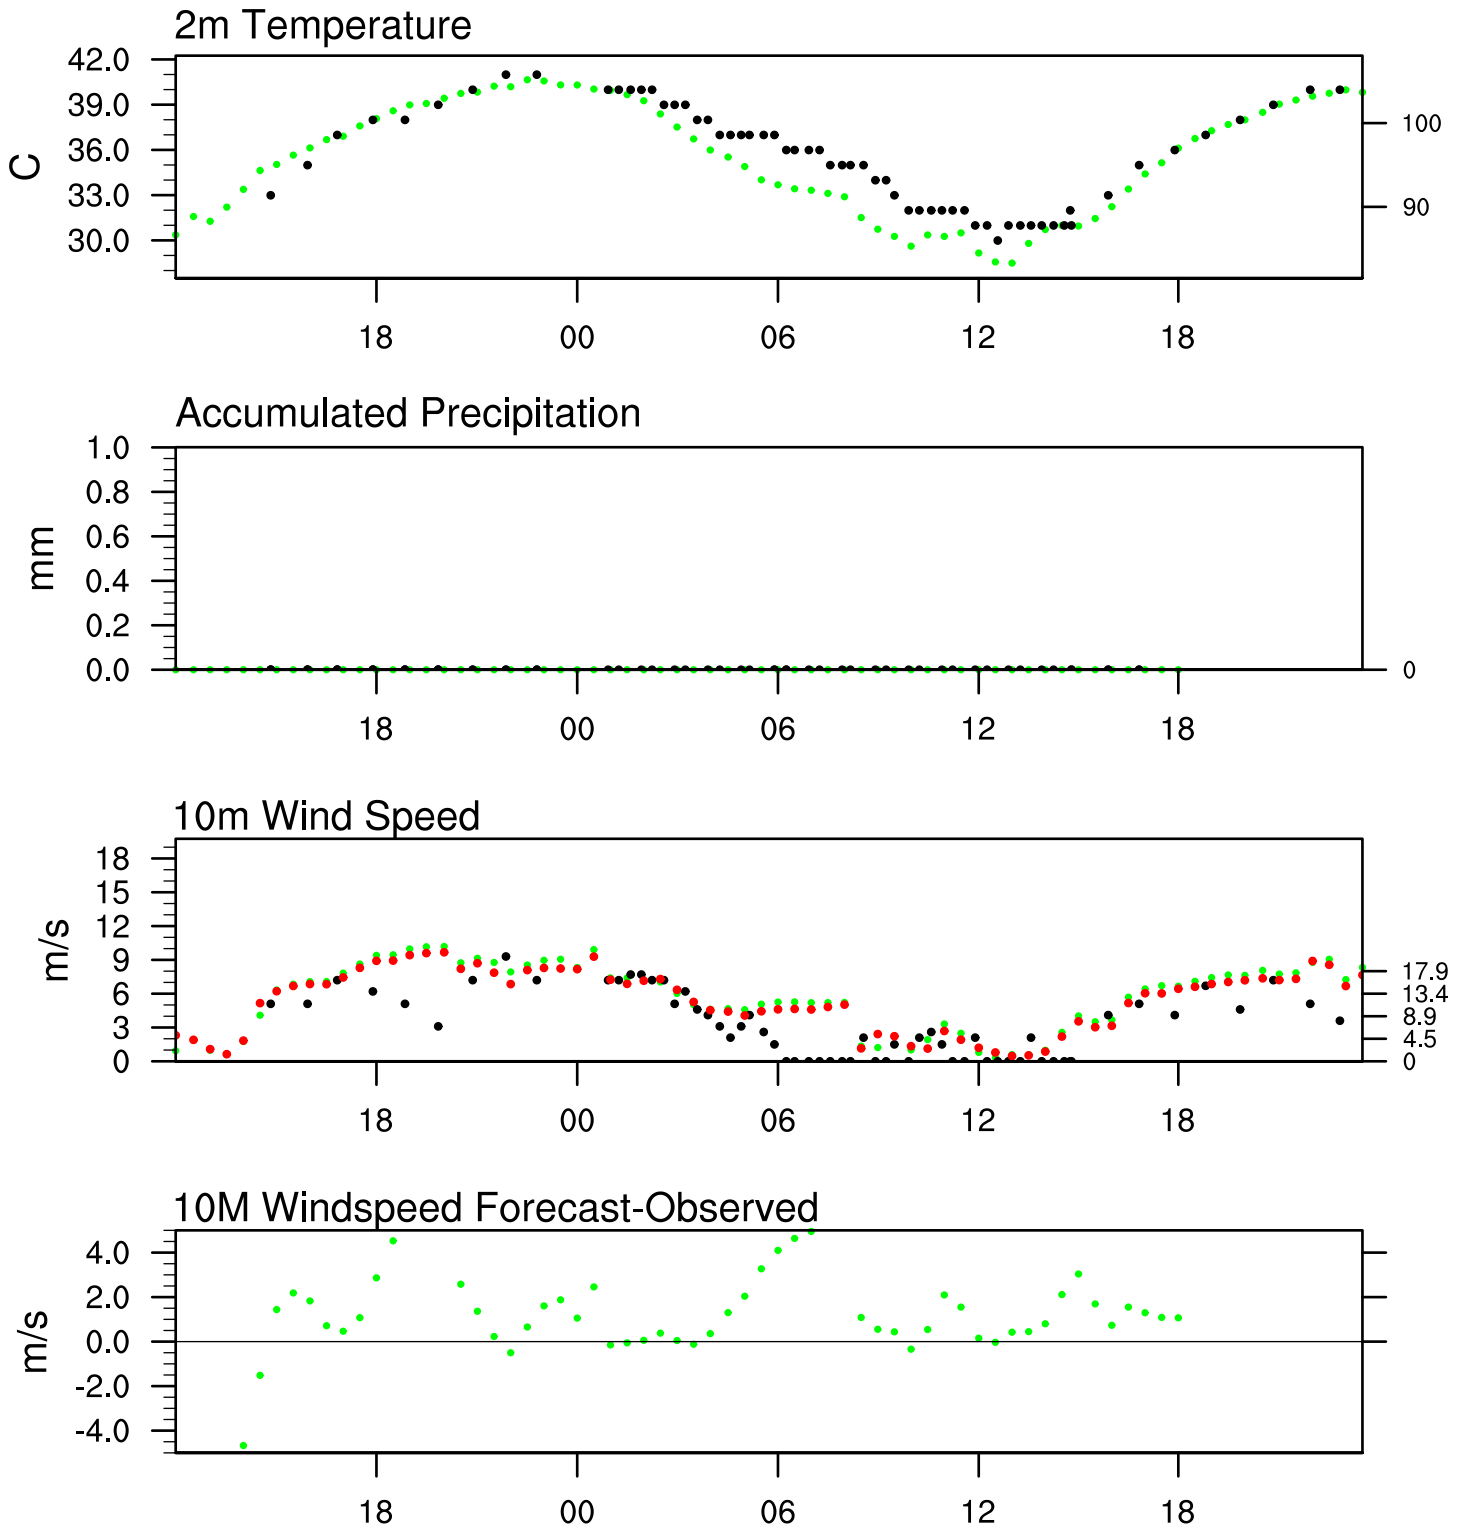 2m Temperature
42.0
39.0
36.0
33.0
30.0
C
100
90
18 00 06 12 18
Accumulated Precipitation
1.0
0.8
0.6
0.4
0.2
0.0
mm
0
18 00 06 12 18
10m Wind Speed
18
15
12
9
6
3
0
m/s
17.9
13.4
8.9
4.5
0
18 00 06 12 18
10M Windspeed Forecast-Observed
4.0
2.0
0.0
-2.0
-4.0
m/s
18 00 06 12 18